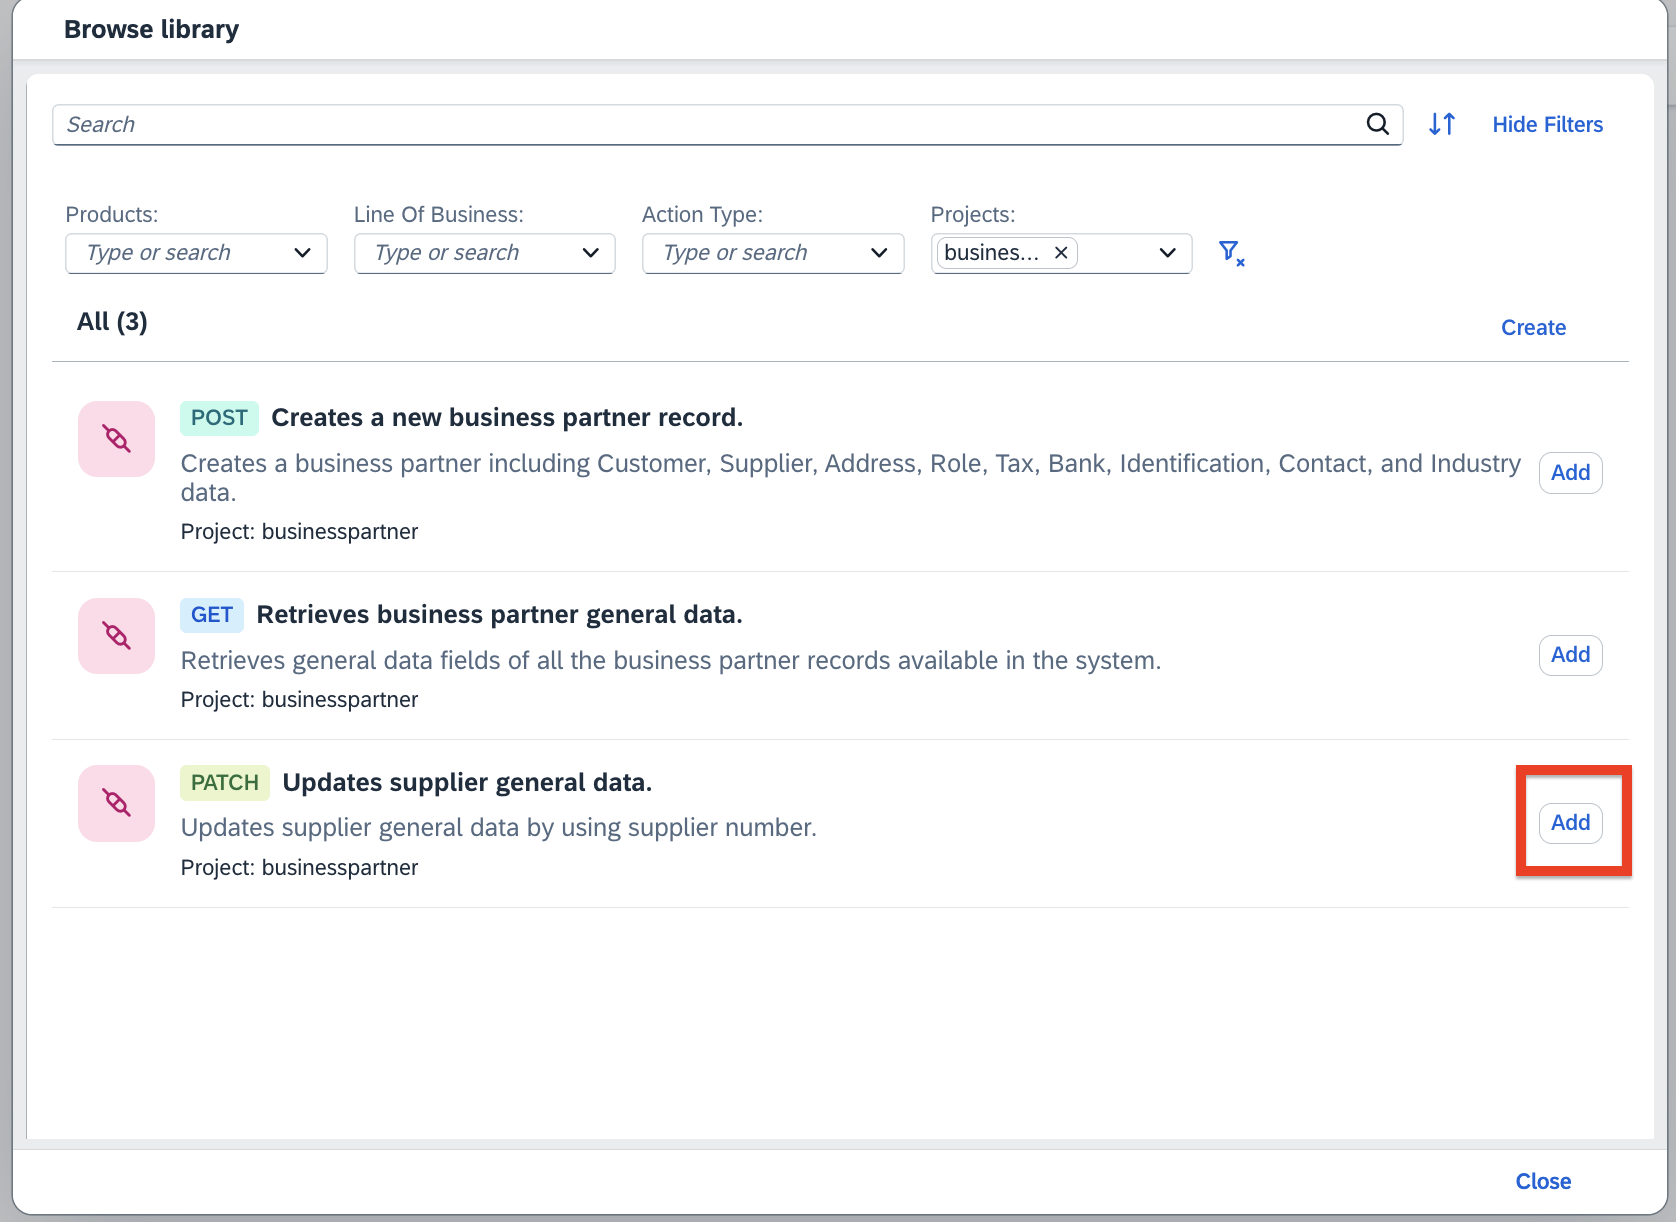 Browse library
Search
Hide Filters
Products:
Line Of Business:
Action Type:
Projects:
Type or search
Type or search
Type or search
busines...
All (3)
Create
POST Creates a new business partner record.
Creates a business partner including Customer, Supplier, Address, Role, Tax, Bank, Identification, Contact, and Industry
data.
Add
Project: businesspartner
GET Retrieves business partner general data.
Retrieves general data fields of all the business partner records available in the system.
Add
Project: businesspartner
PATCH Updates supplier general data.
Updates supplier general data by using supplier number.
Add
Project: businesspartner
Close